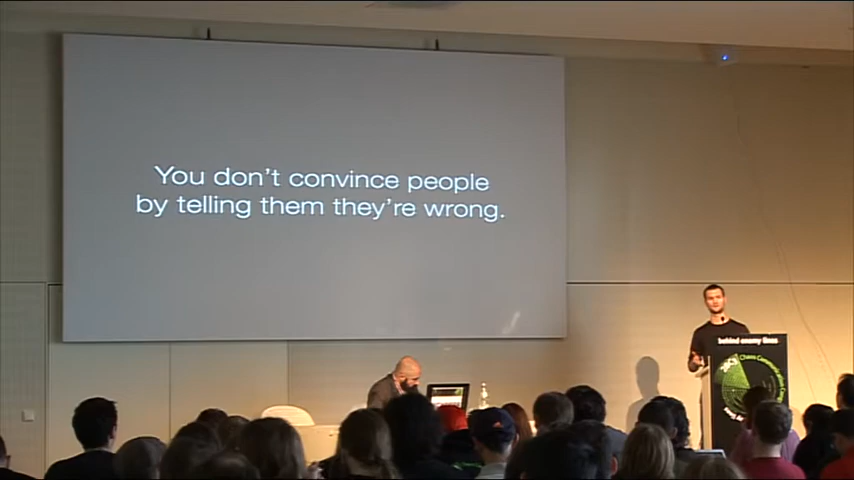 You don't convince people
by telling them they're wrong.
behind enemy lines